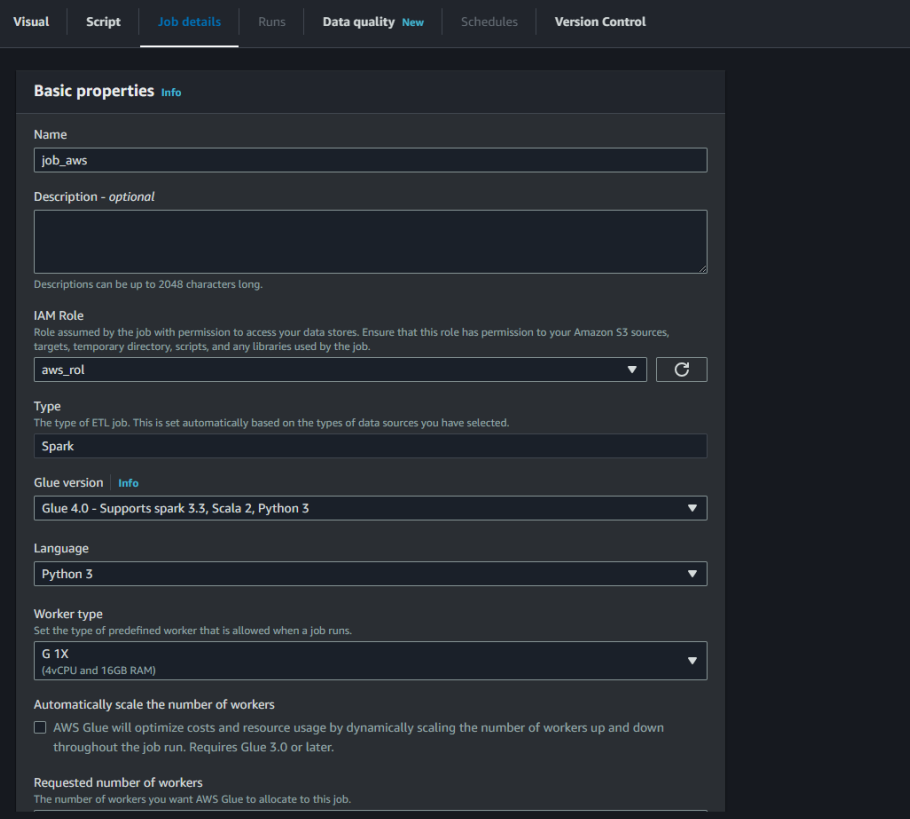 Visual Script Job details Runs Data quality New Schedules Version Control
Basic properties Info
Name
job_aws
Description - optional
Descriptions can be up to 2048 characters long.
IAM Role
Role assumed by the job with permission to access your data stores. Ensure that this role has permission to your Amazon S3 sources,
targets, temporary directory, scripts, and any libraries used by the job.
aws_rol
Type
The type of ETL job. This is set automatically based on the types of data sources you have selected.
Spark
Glue version Info
Glue 4.0 - Supports spark 3.3, Scala 2, Python 3
Language
Python 3
Worker type
Set the type of predefined worker that is allowed when a job runs.
G 1X
(4vCPU and 16GB RAM)
Automatically scale the number of workers
AWS Glue will optimize costs and resource usage by dynamically scaling the number of workers up and down
throughout the job run. Requires Glue 3.0 or later.
Requested number of workers
The number of workers you want AWS Glue to allocate to this job.